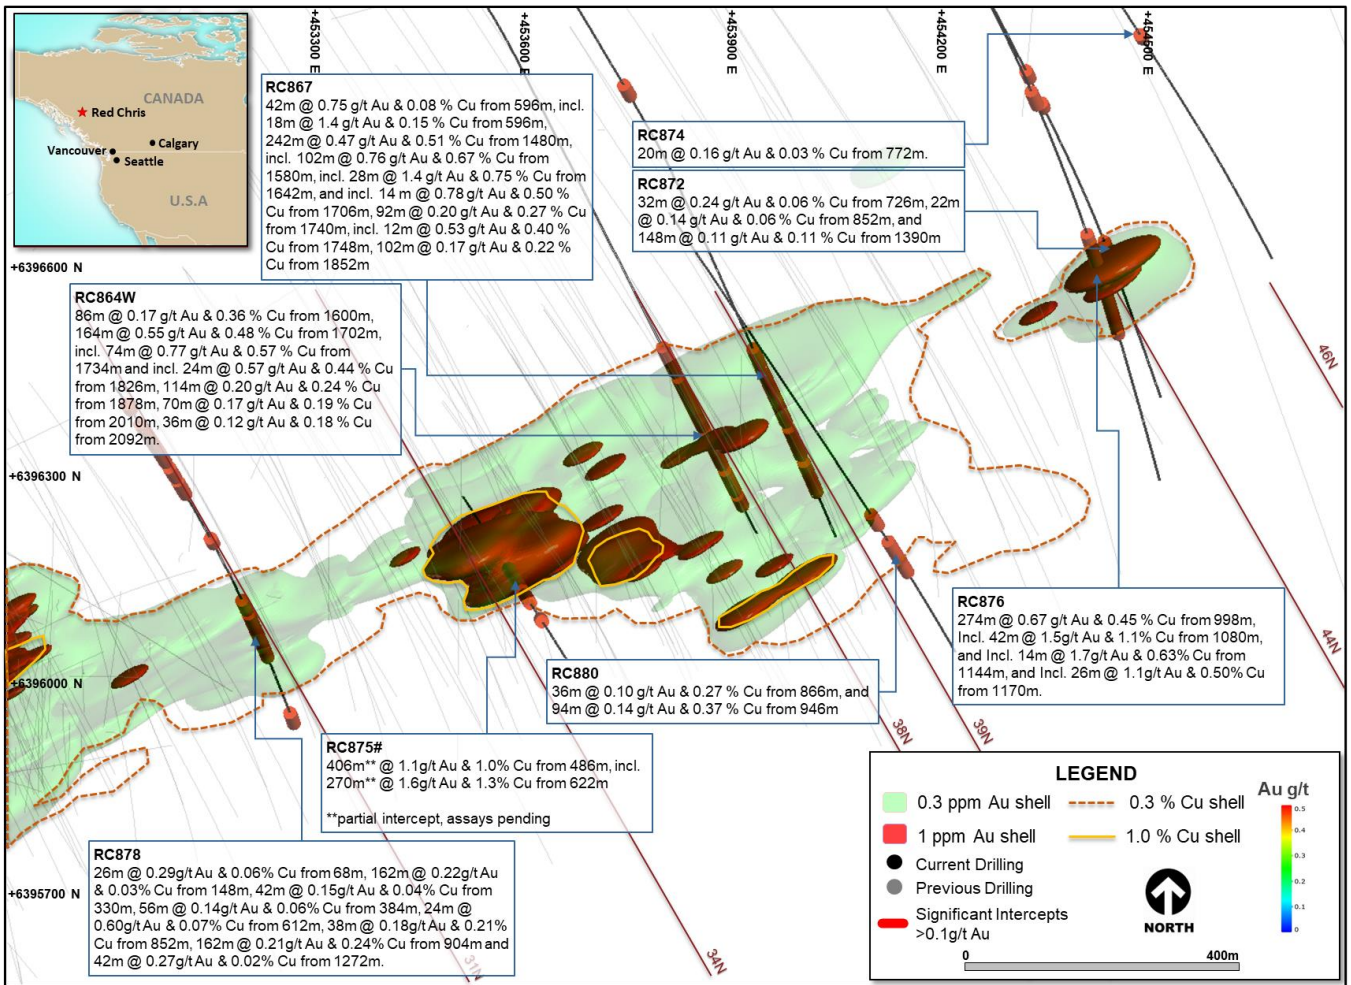 +453300 E
+453600 E
+453900 E
+454200 E
+454500 E
CANADA
Red Chris
Calgary
Vancouver
Seattle
U.S.A
RC867
42m @ 0.75 g/t Au & 0.08 % Cu from 596m, incl.
18m @ 1.4 g/t Au & 0.15 % Cu from 596m,
242m @ 0.47 g/t Au & 0.51 % Cu from 1480m,
incl. 102m @ 0.76 g/t Au & 0.67 % Cu from
1580m, incl. 28m @ 1.4 g/t Au & 0.75 % Cu from
1642m, and incl. 14 m @ 0.78 g/t Au & 0.50 %
Cu from 1706m, 92m @ 0.20 g/t Au & 0.27 % Cu
from 1740m, incl. 12m @ 0.53 g/t Au & 0.40 %
Cu from 1748m, 102m @ 0.17 g/t Au & 0.22 %
Cu from 1852m
RC874
20m @ 0.16 g/t Au & 0.03 % Cu from 772m.
RC872
32m @ 0.24 g/t Au & 0.06 % Cu from 726m, 22m
@ 0.14 g/t Au & 0.06 % Cu from 852m, and
148m @ 0.11 g/t Au & 0.11 % Cu from 1390m
+6396600 N
RC864W
86m @ 0.17 g/t Au & 0.36 % Cu from 1600m,
164m @ 0.55 g/t Au & 0.48 % Cu from 1702m,
incl. 74m @ 0.77 g/t Au & 0.57 % Cu from
1734m and incl. 24m @ 0.57 g/t Au & 0.44 % Cu
from 1826m, 114m @ 0.20 g/t Au & 0.24 % Cu
from 1878m, 70m @ 0.17 g/t Au & 0.19 % Cu
from 2010m, 36m @ 0.12 g/t Au & 0.18 % Cu
from 2092m.
46N
+6396300 N
RC876
274m @ 0.67 g/t Au & 0.45 % Cu from 998m,
Incl. 42m @ 1.5g/t Au & 1.1% Cu from 1080m,
and Incl. 14m @ 1.7g/t Au & 0.63% Cu from
1144m, and Incl. 26m @ 1.1g/t Au & 0.50% Cu
from 1170m.
44N
+6396000 N
RC880
36m @ 0.10 g/t Au & 0.27 % Cu from 866m, and
94m @ 0.14 g/t Au & 0.37 % Cu from 946m
38N
39N
RC875#
406m** @ 1.1g/t Au & 1.0% Cu from 486m, incl.
270m** @ 1.6g/t Au & 1.3% Cu from 622m
**partial intercept, assays pending
RC878
26m @ 0.29g/t Au & 0.06% Cu from 68m, 162m @ 0.22g/t Au
& 0.03% Cu from 148m, 42m @ 0.15g/t Au & 0.04% Cu from
330m, 56m @ 0.14g/t Au & 0.06% Cu from 384m, 24m @
0.60g/t Au & 0.07% Cu from 612m, 38m @ 0.18g/t Au & 0.21%
Cu from 852m, 162m @ 0.21g/t Au & 0.24% Cu from 904m and
42m @ 0.27g/t Au & 0.02% Cu from 1272m.
+6395700 N
31N
34N
LEGEND
0.3 ppm Au shell
0.3 % Cu shell
1 ppm Au shell
1.0 % Cu shell
Current Drilling
Previous Drilling
Significant Intercepts
>0.1g/t Au
NORTH
Au g/t
0.5
0.4
0.3
0.2
0.1
0
0
400m